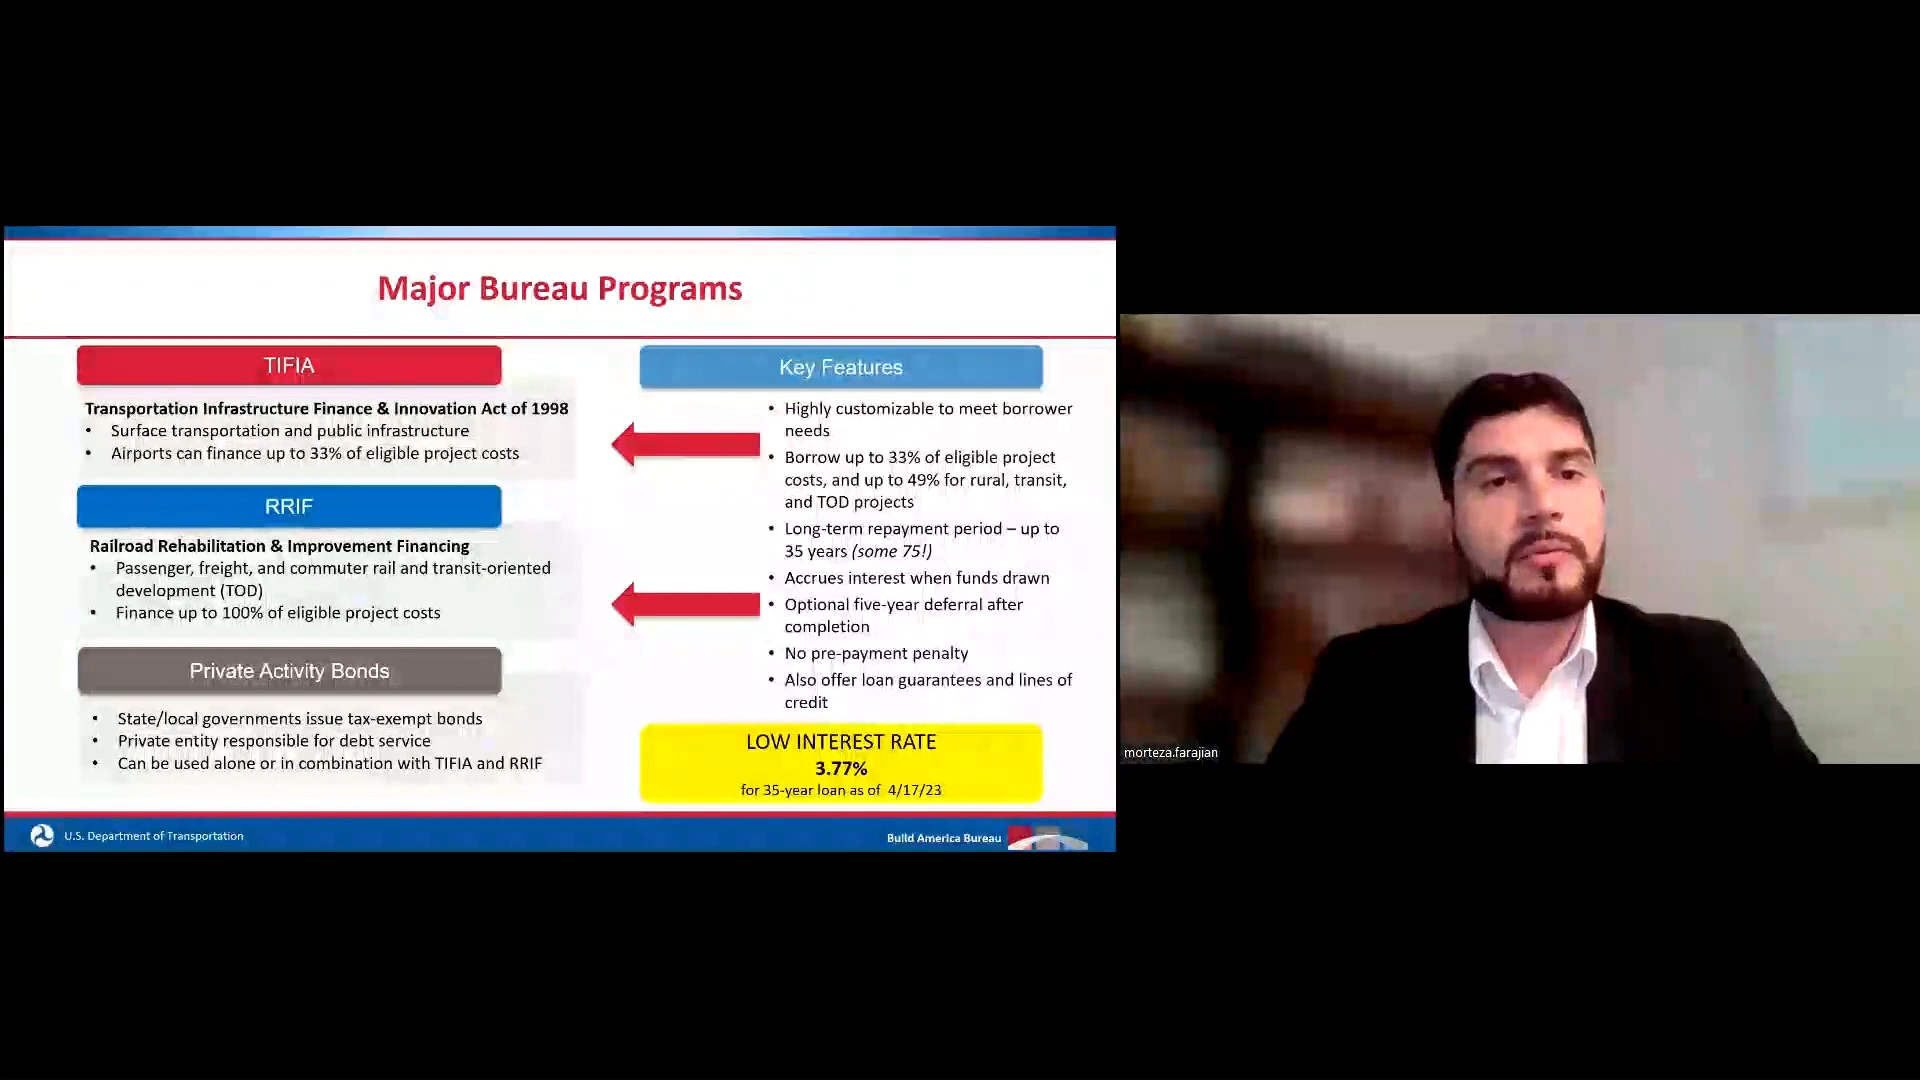 Major Bureau Programs
TIFIA
Transportation Infrastructure Finance & Innovation Act of 1998
• Surface transportation and public infrastructure
• Airports can finance up to 33% of eligible project costs
RRIF
Railroad Rehabilitation & Improvement Financing
• Passenger, freight, and commuter rail and transit-oriented
development (TOD)
• Finance up to 100% of eligible project costs
Private Activity Bonds
• State/local governments issue tax-exempt bonds
• Private entity responsible for debt service
• Can be used alone or in combination with TIFIA and RRIF
Key Features
• Highly customizable to meet borrower
needs
• Borrow up to 33% of eligible project
costs, and up to 49% for rural, transit,
and TOD projects
• Long-term repayment period – up to
35 years (some 75!)
• Accrues interest when funds drawn
• Optional five-year deferral after
completion
• No pre-payment penalty
• Also offer loan guarantees and lines of
credit
LOW INTEREST RATE
3.77%
for 35-year loan as of 4/17/23
U.S. Department of Transportation
Build America Bureau
morteza.farajian